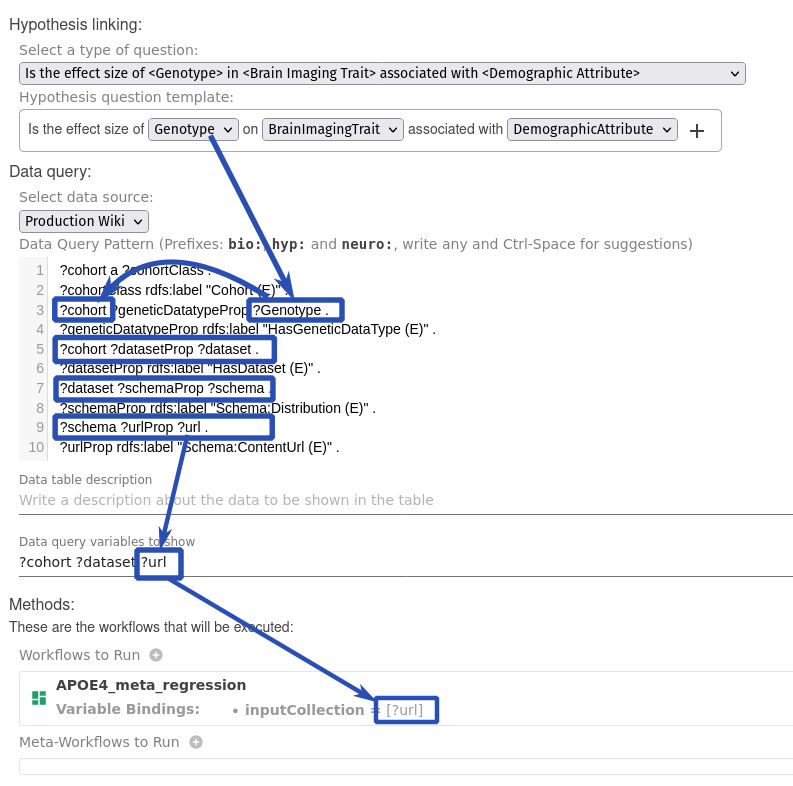 Hypothesis linking:
Select a type of question:
Is the effect size of <Genotype> in <Brain Imaging Trait> associated with <Demographic Attribute>
Hypothesis question template:
Is the effect size of Genotype on BrainImagingTrait associated with DemographicAttribute +
Data query:
Select data source:
Production Wiki
Data Query Pattern (Prefixes: bio:, hyp: and neuro:, write any and Ctrl-Space for suggestions)
1 ?cohort a ?cohortClass .
2 ?cohortClass rdfs:label "Cohort (E)" .
3 ?cohort ?geneticDatatypeProp ?Genotype .
4 ?geneticDatatypeProp rdfs:label "HasGeneticDataType (E)" .
5 ?cohort ?datasetProp ?dataset .
6 ?datasetProp rdfs:label "HasDataset (E)" .
7 ?dataset ?schemaProp ?schema .
8 ?schemaProp rdfs:label "Schema:Distribution (E)" .
9 ?schema ?urlProp ?url .
10 ?urlProp rdfs:label "Schema:ContentUrl (E)" .
Data table description
Write a description about the data to be shown in the table
Data query variables to show
?cohort ?dataset ?url
Methods:
These are the workflows that will be executed:
Workflows to Run
APOE4_meta_regression
Variable Bindings: • inputCollection = [?url]
Meta-Workflows to Run